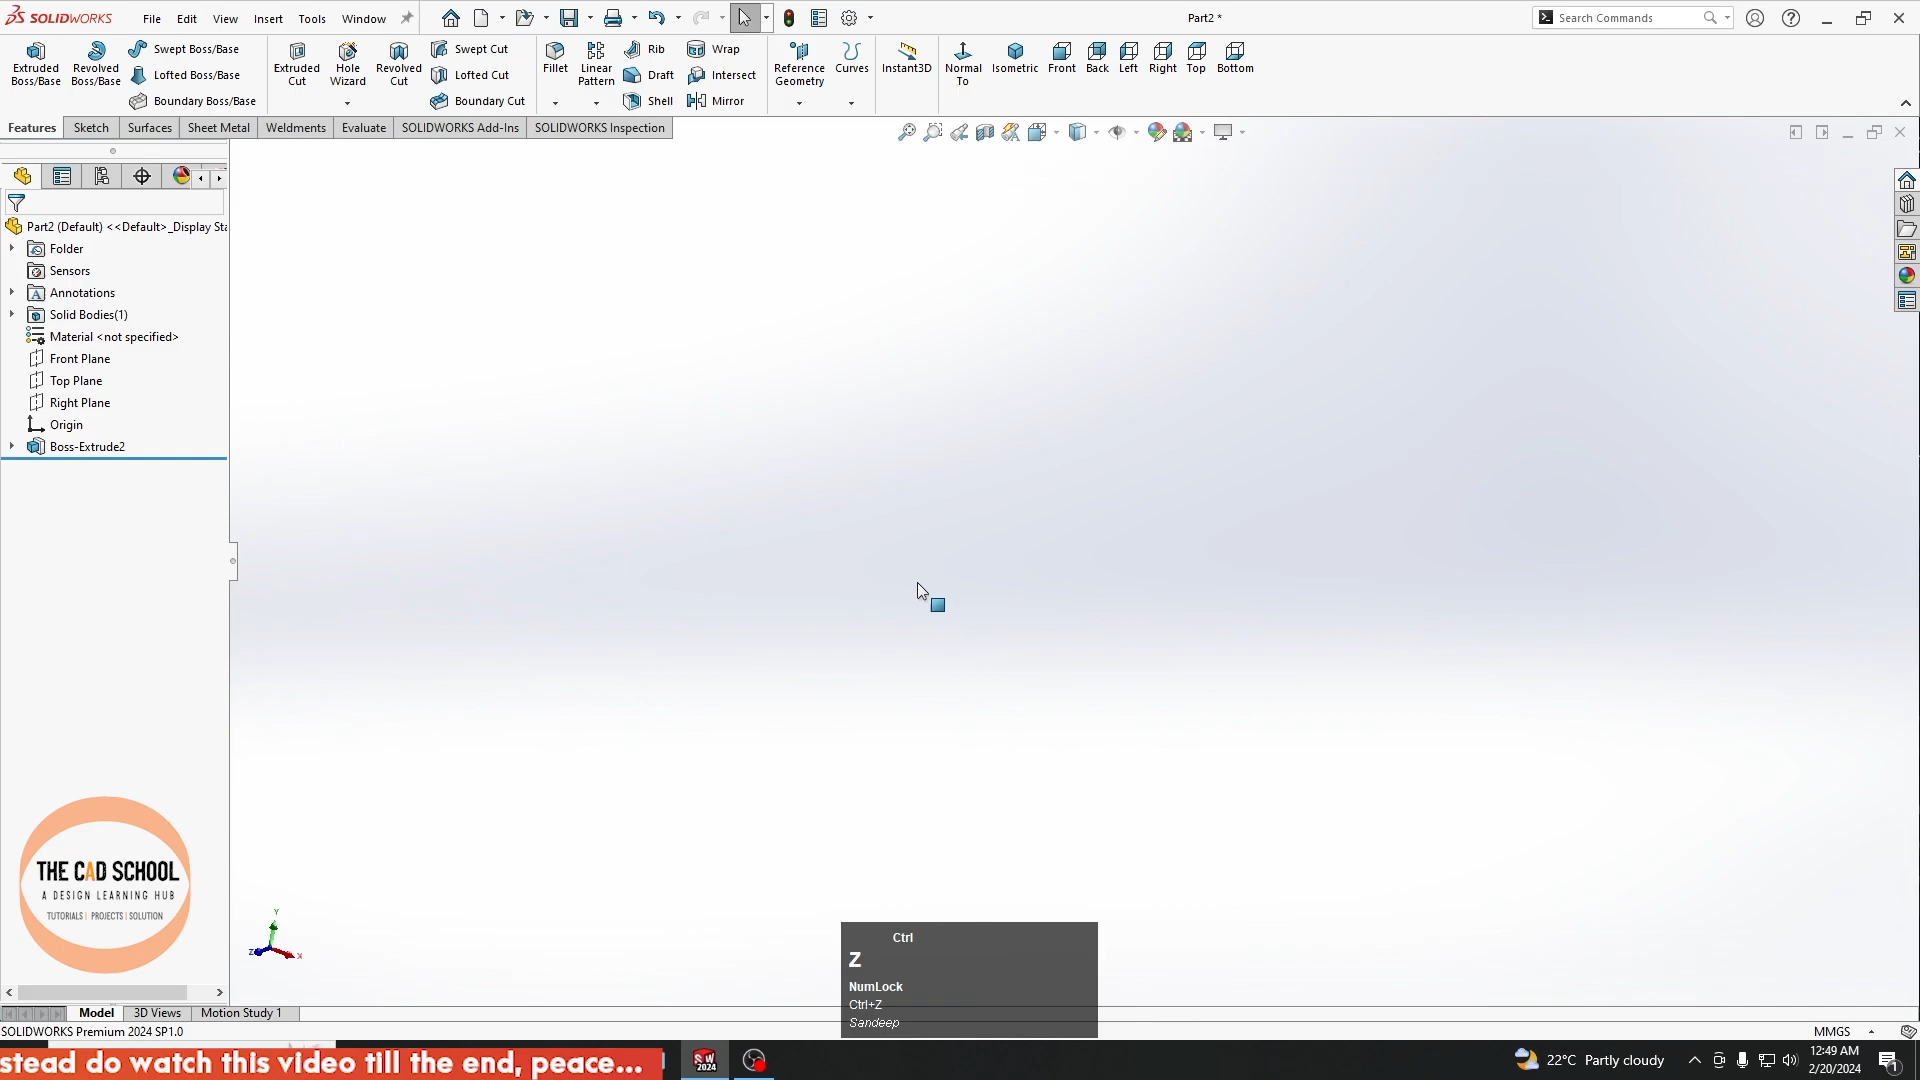 SOLIDWORKS
File
Edit
View
Insert
Tools
Window
Part2 *
Search Commands
Extruded Boss/Base
Revolved Boss/Base
Swept Boss/Base
Lofted Boss/Base
Boundary Boss/Base
Extruded Cut
Hole Wizard
Revolved Cut
Swept Cut
Lofted Cut
Boundary Cut
Fillet
Linear Pattern
Rib
Draft
Shell
Wrap
Intersect
Mirror
Reference Geometry
Curves
Instant3D
Normal To
Isometric
Front
Back
Left
Right
Top
Bottom
Features
Sketch
Surfaces
Sheet Metal
Weldments
Evaluate
SOLIDWORKS Add-Ins
SOLIDWORKS Inspection
Part2 (Default) <<Default>_Display Sta
Folder
Sensors
Annotations
Solid Bodies(1)
Material <not specified>
Front Plane
Top Plane
Right Plane
Origin
Boss-Extrude2
THE CAD SCHOOL
A DESIGN LEARNING HUB
TUTORIALS| PROJECTS|SOLUTION
Y
Z
X
Ctrl
Z
NumLock
Ctrl+Z
Sandeep
Model
3D Views
Motion Study 1
SOLIDWORKS Premium 2024 SP1.0
MMGS
stead do watch this video till the end, peace...
SW
2024
22°C Partly cloudy
12:49 AM
2/20/2024
1